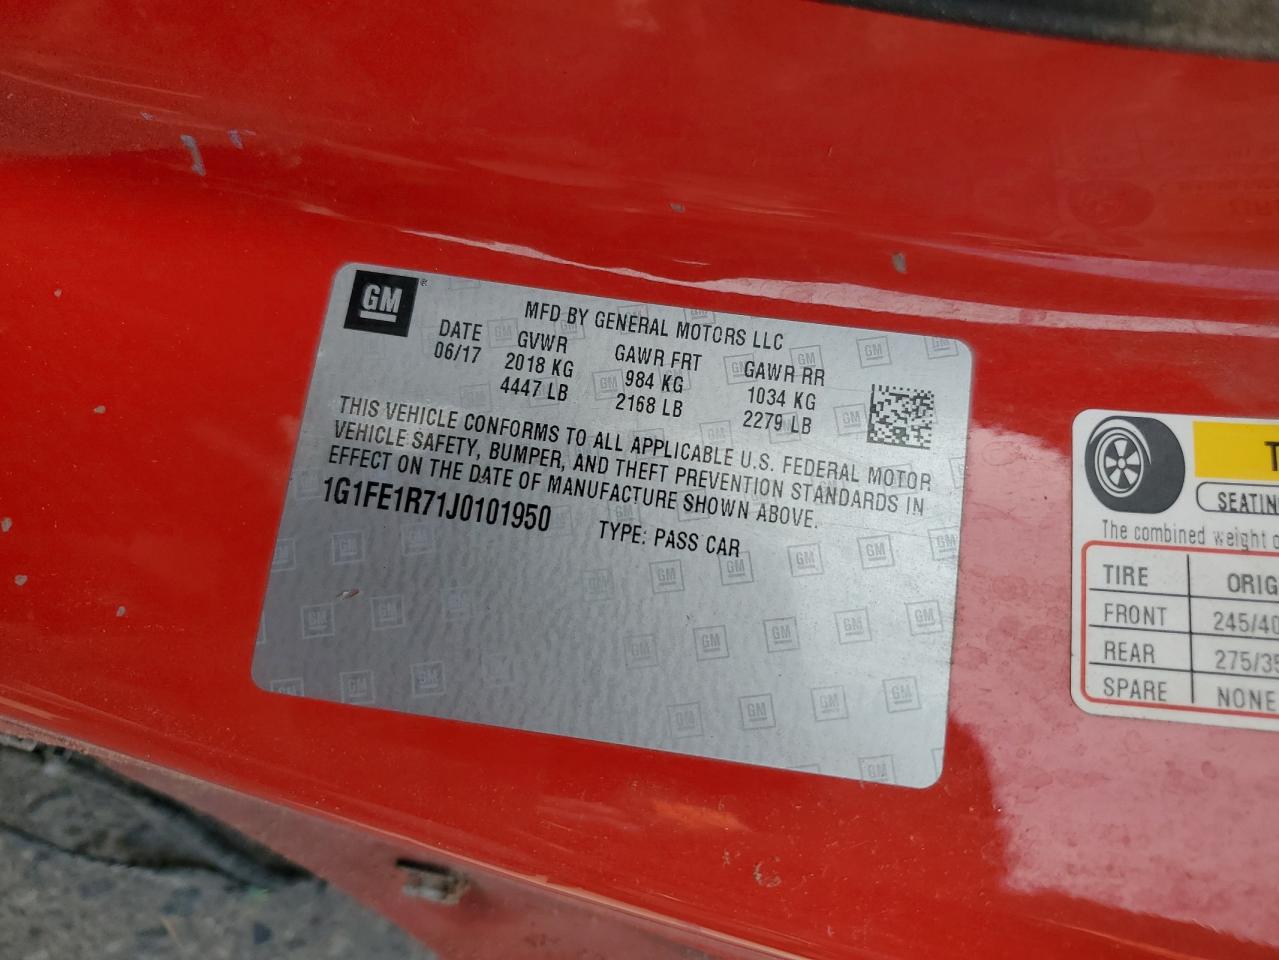 GM
MFD BY GENERAL MOTORS LLC
DATE GVWR GAWR FRT GAWR RR
06/17 2018 KG 984 KG 1034 KG
4447 LB 2168 LB 2279 LB
THIS VEHICLE CONFORMS TO ALL APPLICABLE U.S. FEDERAL MOTOR
VEHICLE SAFETY, BUMPER, AND THEFT PREVENTION STANDARDS IN
EFFECT ON THE DATE OF MANUFACTURE SHOWN ABOVE.
1G1FE1R71J0101950 TYPE: PASS CAR
T
SEATIN
The combined weight
TIRE ORIG
FRONT 245/40
REAR 275/35
SPARE NONE